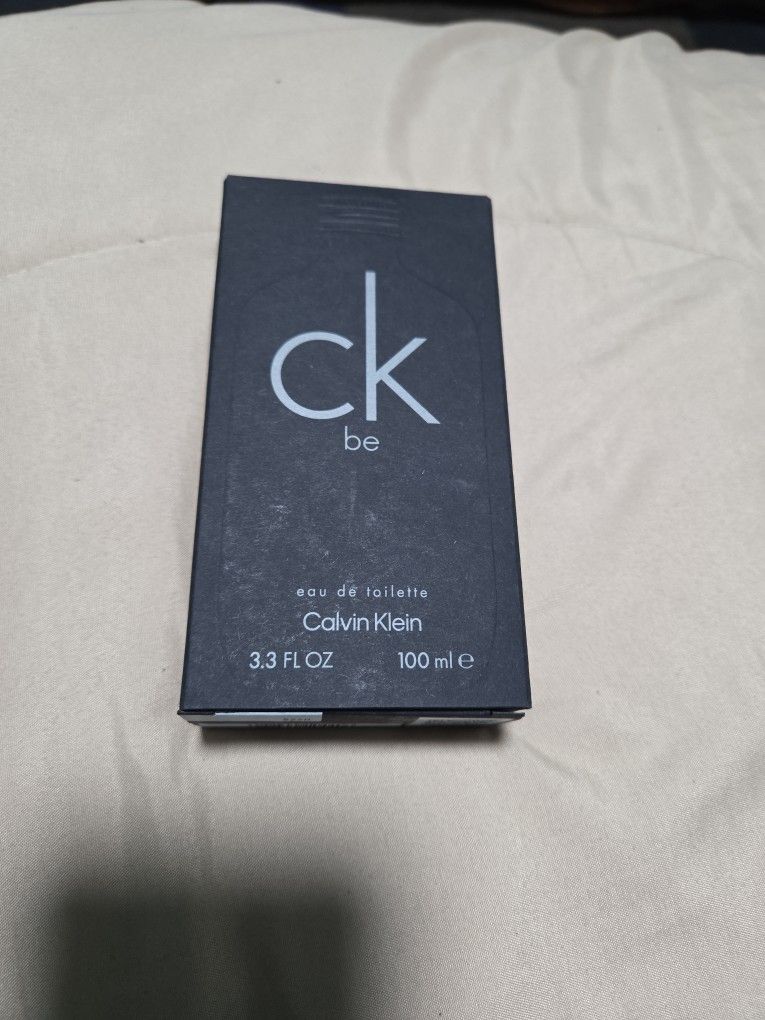 ck
be
eau de toilette
Calvin Klein
3.3 FL OZ 100 ml ℮